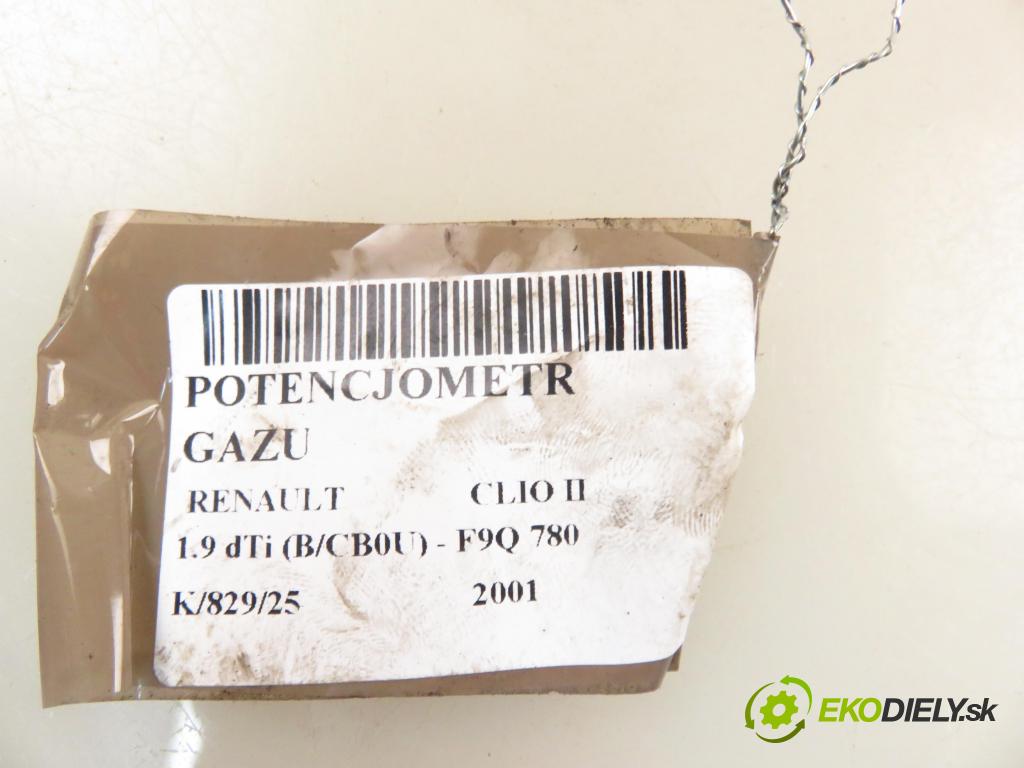 POTENCJOMETR
GAZU
RENAULT CLIO II
1.9 dTi (B/CB0U) - F9Q 780
K/829/25 2001
EKODIELY.sk